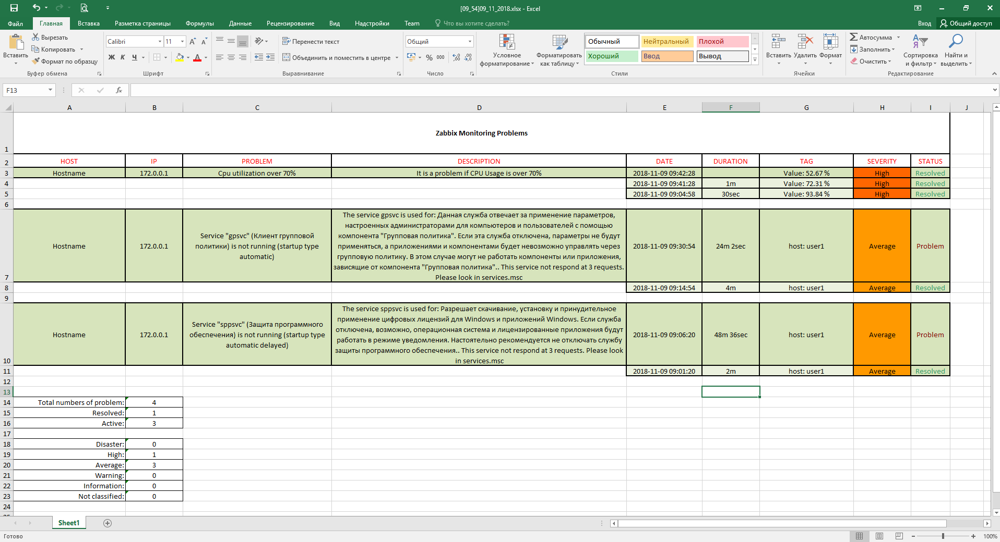 [09_54]09_11_2018.xlsx - Excel
Файл Главная Вставка Разметка страницы Формулы Данные Рецензирование Вид Надстройки Team Что вы хотите сделать? Вход Общий доступ
Вставить
Вырезать
Копировать
Формат по образцу
Буфер обмена
Calibri 11
Ж К Ч
Шрифт
Перенести текст
Объединить и поместить в центре
Выравнивание
Общий
% 000
Число
Условное форматирование
Форматировать как таблицу
Обычный Нейтральный Плохой
Хороший Ввод Вывод
Стили
Вставить Удалить Формат
Ячейки
Автосумма
Заполнить
Очистить
Сортировка и фильтр
Найти и выделить
Редактирование
F13 fx
A B C D E F G H I J
1 Zabbix Monitoring Problems
2 HOST IP PROBLEM DESCRIPTION DATE DURATION TAG SEVERITY STATUS
3 Hostname 172.0.0.1 Cpu utilization over 70% It is a problem if CPU Usage is over 70% 2018-11-09 09:42:28 Value: 52.67 % High Resolved
4 2018-11-09 09:41:28 1m Value: 72.31 % High Resolved
5 2018-11-09 09:04:58 30sec Value: 93.84 % High Resolved
6
7 Hostname 172.0.0.1
Service "gpsvc" (Клиент групповой
политики) is not running (startup type
automatic)
The service gpsvc is used for: Данная служба отвечает за применение параметров,
настроенных администраторами для компьютеров и пользователей с помощью
компонента "Групповая политика". Если эта служба отключена, параметры не будут
применяться, а приложениями и компонентами будет невозможно управлять через
групповую политику. В этом случае могут не работать компоненты или приложения,
зависящие от компонента "Групповая политика".. This service not respond at 3 requests.
Please look in services.msc
2018-11-09 09:30:54 24m 2sec host: user1 Average Problem
8 2018-11-09 09:14:54 4m host: user1 Average Resolved
9
10 Hostname 172.0.0.1
Service "sppsvc" (Защита программного
обеспечения) is not running (startup type
automatic delayed)
The service sppsvc is used for: Разрешает скачивание, установку и принудительное
применение цифровых лицензий для Windows и приложений Windows. Если служба
отключена, возможно, операционная система и лицензированные приложения будут
работать в режиме уведомления. Настоятельно рекомендуется не отключать службу
защиты программного обеспечения.. This service not respond at 3 requests. Please look
in services.msc
2018-11-09 09:06:20 48m 36sec host: user1 Average Problem
11 2018-11-09 09:01:20 2m host: user1 Average Resolved
12
13
14 Total numbers of problem: 4
15 Resolved: 1
16 Active: 3
17
18 Disaster: 0
19 High: 1
20 Average: 3
21 Warning: 0
22 Information: 0
23 Not classified: 0
24
25
Sheet1
Готово 100%